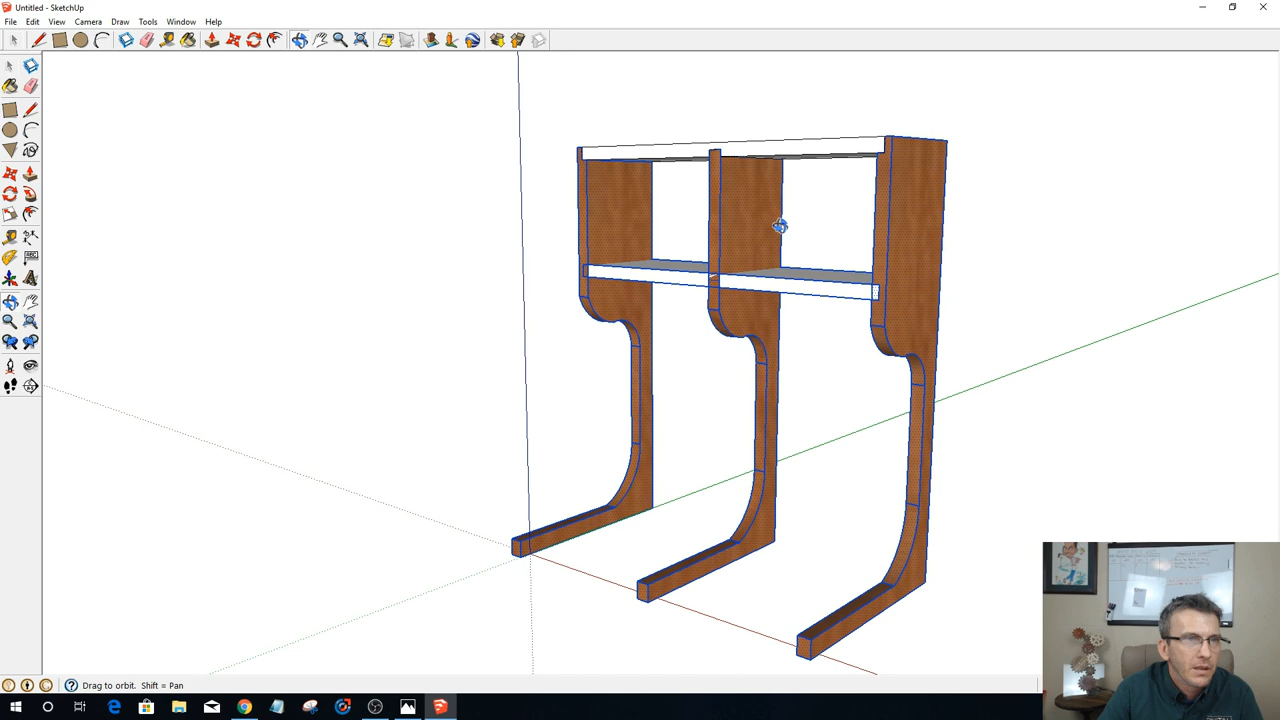 Untitled - SketchUp
File Edit View Camera Draw Tools Window Help
Drag to orbit. Shift = Pan